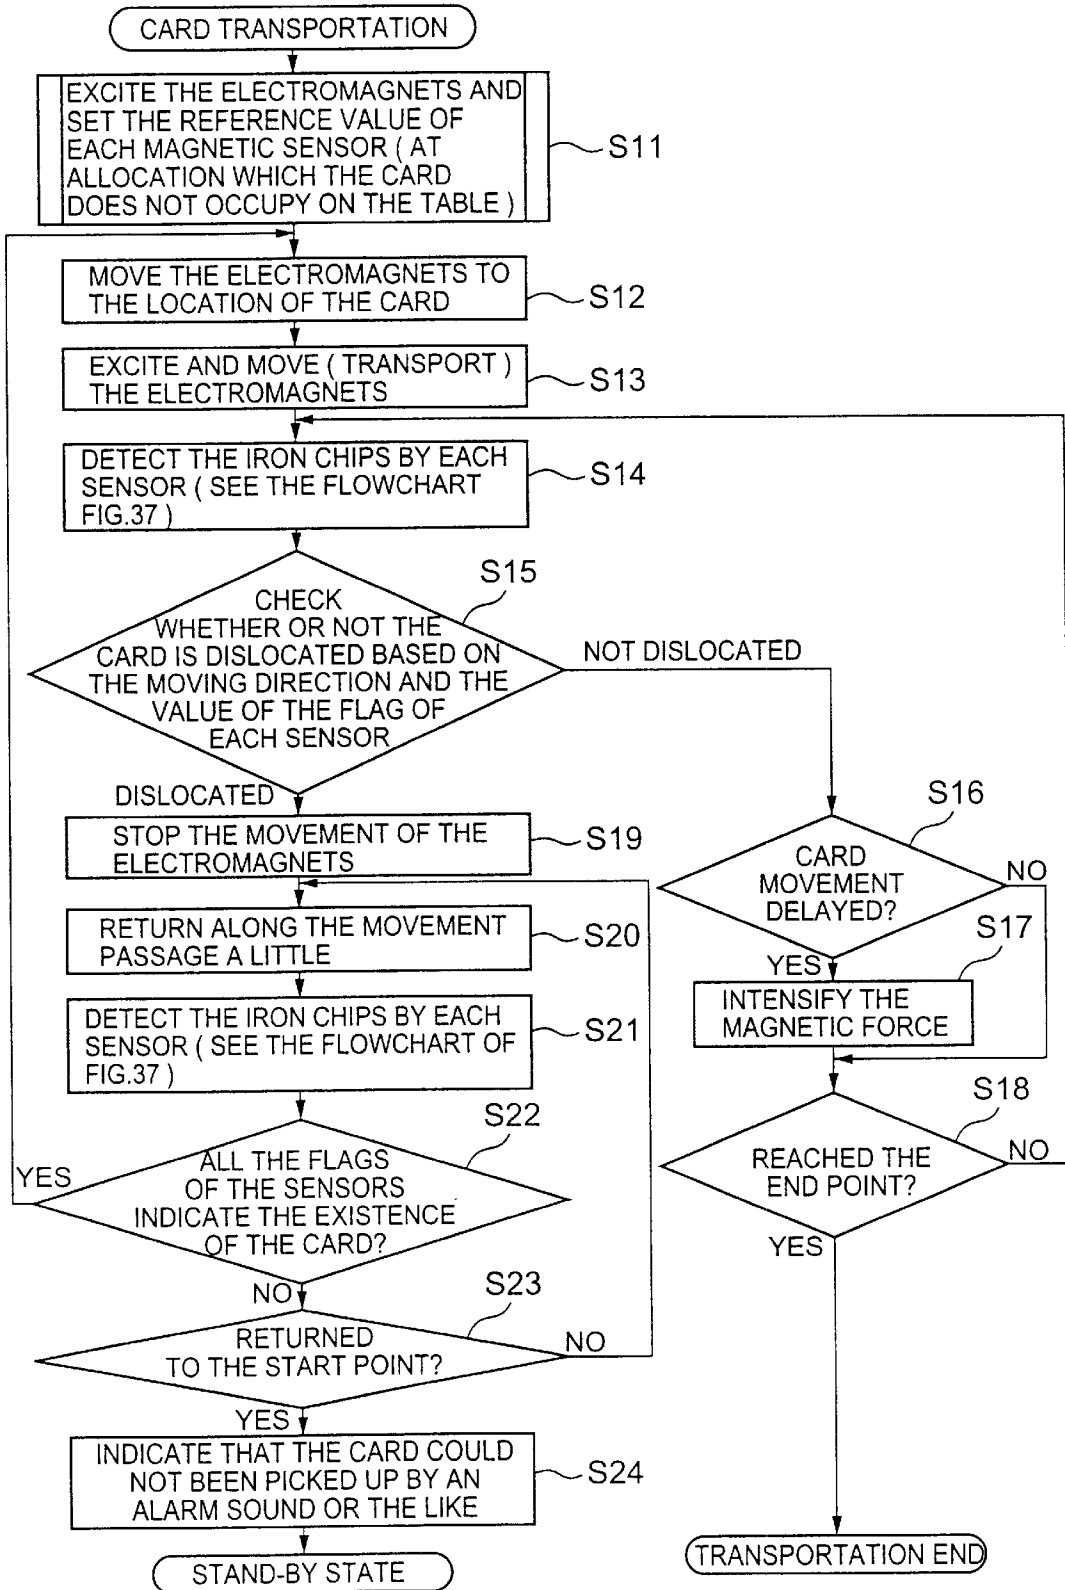 CARD TRANSPORTATION
EXCITE THE ELECTROMAGNETS AND
SET THE REFERENCE VALUE OF
EACH MAGNETIC SENSOR ( AT
ALLOCATION WHICH THE CARD
DOES NOT OCCUPY ON THE TABLE )
S11
MOVE THE ELECTROMAGNETS TO
THE LOCATION OF THE CARD
S12
EXCITE AND MOVE ( TRANSPORT )
THE ELECTROMAGNETS
S13
DETECT THE IRON CHIPS BY EACH
SENSOR ( SEE THE FLOWCHART
FIG.37 )
S14
S15
CHECK
WHETHER OR NOT THE
CARD IS DISLOCATED BASED ON
THE MOVING DIRECTION AND THE
VALUE OF THE FLAG OF
EACH SENSOR
NOT DISLOCATED
DISLOCATED
S16
CARD
MOVEMENT
DELAYED?
NO
YES
S17
INTENSIFY THE
MAGNETIC FORCE
S18
REACHED THE
END POINT?
NO
YES
STOP THE MOVEMENT OF THE
ELECTROMAGNETS
S19
RETURN ALONG THE MOVEMENT
PASSAGE A LITTLE
S20
DETECT THE IRON CHIPS BY EACH
SENSOR ( SEE THE FLOWCHART OF
FIG.37 )
S21
S22
YES
ALL THE FLAGS
OF THE SENSORS
INDICATE THE EXISTENCE
OF THE CARD?
NO
S23
RETURNED
TO THE START POINT?
NO
YES
INDICATE THAT THE CARD COULD
NOT BEEN PICKED UP BY AN
ALARM SOUND OR THE LIKE
S24
STAND-BY STATE
TRANSPORTATION END